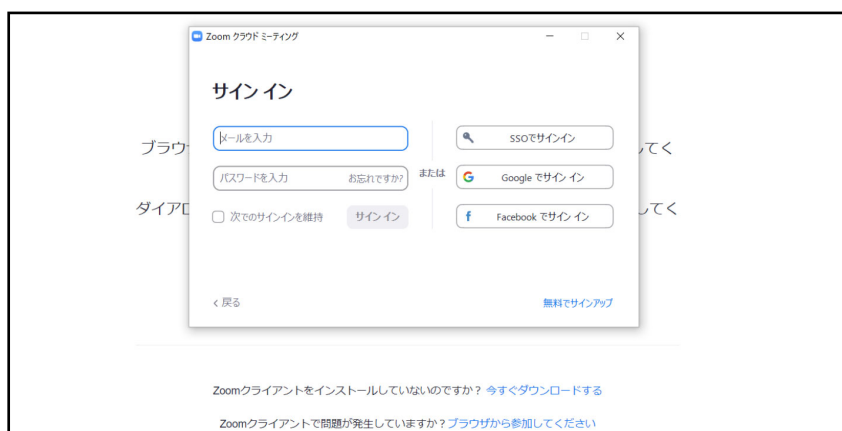 Zoom クラウド ミーティング
サイン イン
メールを入力
パスワードを入力 お忘れですか?
次でのサインインを維持 サインイン
または
SSOでサインイン
Google でサイン イン
Facebook でサイン イン
< 戻る
無料でサインアップ
ブラウ
してく
ダイアロ
してく
Zoomクライアントをインストールしていないのですか？ 今すぐダウンロードする
Zoomクライアントで問題が発生していますか？ブラウザから参加してください